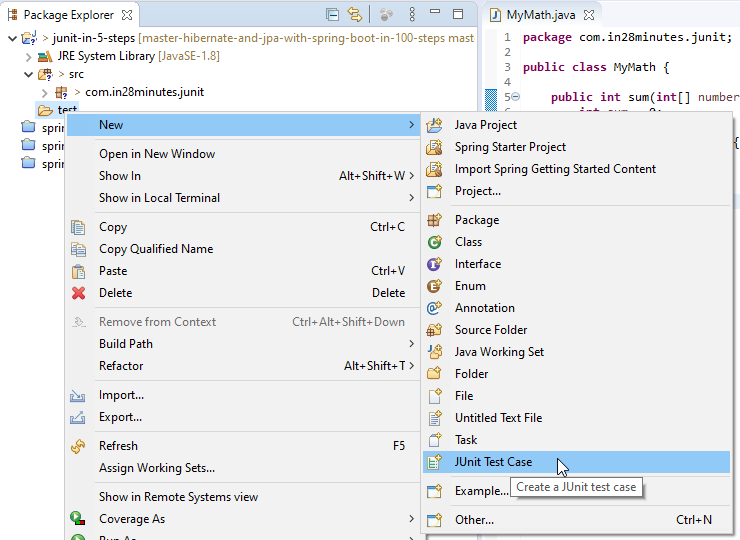 Package Explorer
MyMath.java
junit-in-5-steps [master-hibernate-and-jpa-with-spring-boot-in-100-steps mast
JRE System Library [JavaSE-1.8]
> src
> com.in28minutes.junit
test
sprin
sprin
sprin
1 package com.in28minutes.junit;
2
3 public class MyMath {
4
5 public int sum(int[] number
{
New
Open in New Window
Show In Alt+Shift+W
Show in Local Terminal
Copy Ctrl+C
Copy Qualified Name
Paste Ctrl+V
Delete Delete
Remove from Context Ctrl+Alt+Shift+Down
Build Path
Refactor Alt+Shift+T
Import...
Export...
Refresh F5
Assign Working Sets...
Show in Remote Systems view
Coverage As
Run As
Java Project
Spring Starter Project
Import Spring Getting Started Content
Project...
Package
Class
Interface
Enum
Annotation
Source Folder
Java Working Set
Folder
File
Untitled Text File
Task
JUnit Test Case
Example...
Create a JUnit test case
Other... Ctrl+N